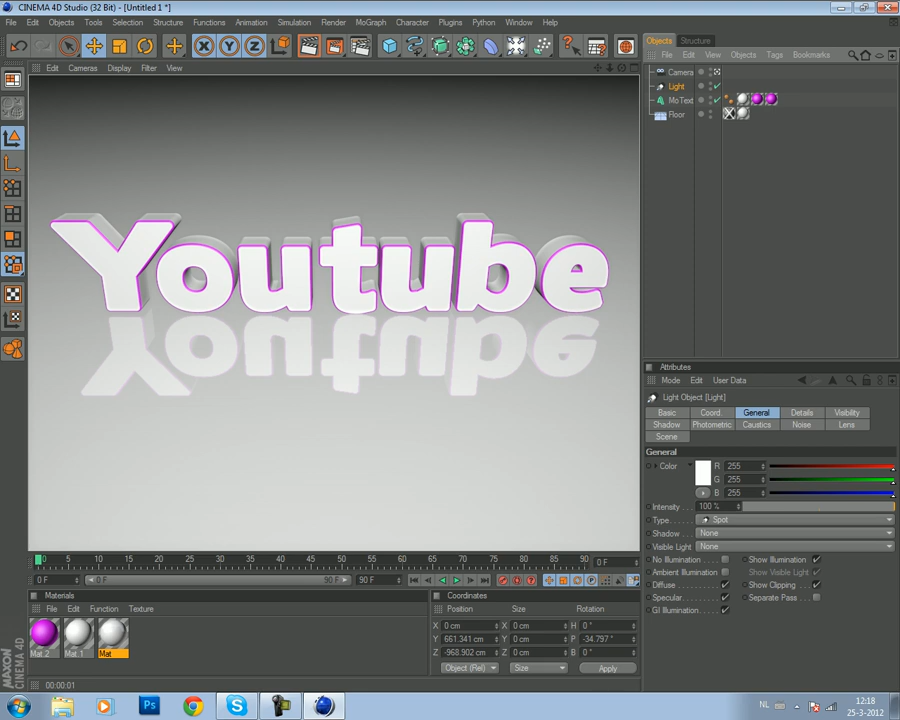 CINEMA 4D Studio (32 Bit) - [Untitled 1 *]
File Edit Objects Tools Selection Structure Functions Animation Simulation Render MoGraph Character Plugins Python Window Help
Edit Cameras Display Filter View
Youtube
0 5 10 15 20 25 30 35 40 45 50 55 60 65 70 75 80 85 90 0 F
0 F 0 F 90 F 90 F
Materials
File Edit Function Texture
Mat 2 Mat 1 Mat
MAXON CINEMA 4D
00:00:01
Coordinates
Position Size Rotation
X 0 cm X 0 cm H 0 °
Y 661.341 cm Y 0 cm P -34.797 °
Z -968.902 cm Z 0 cm B 0 °
Object (Rel) Size Apply
Objects Structure
File Edit View Objects Tags Bookmarks
Camera
Light
Mo Text
Floor
Attributes
Mode Edit User Data
Light Object [Light]
Basic Coord. General Details Visibility
Shadow Photometric Caustics Noise Lens
Scene
General
Color R 255
G 255
B 255
Intensity 100 %
Type Spot
Shadow None
Visible Light None
No Illumination Show Illumination
Ambient Illumination Show Visible Light
Diffuse Show Clipping
Specular Separate Pass
GI Illumination
Ps
NL
12:18
25-3-2012